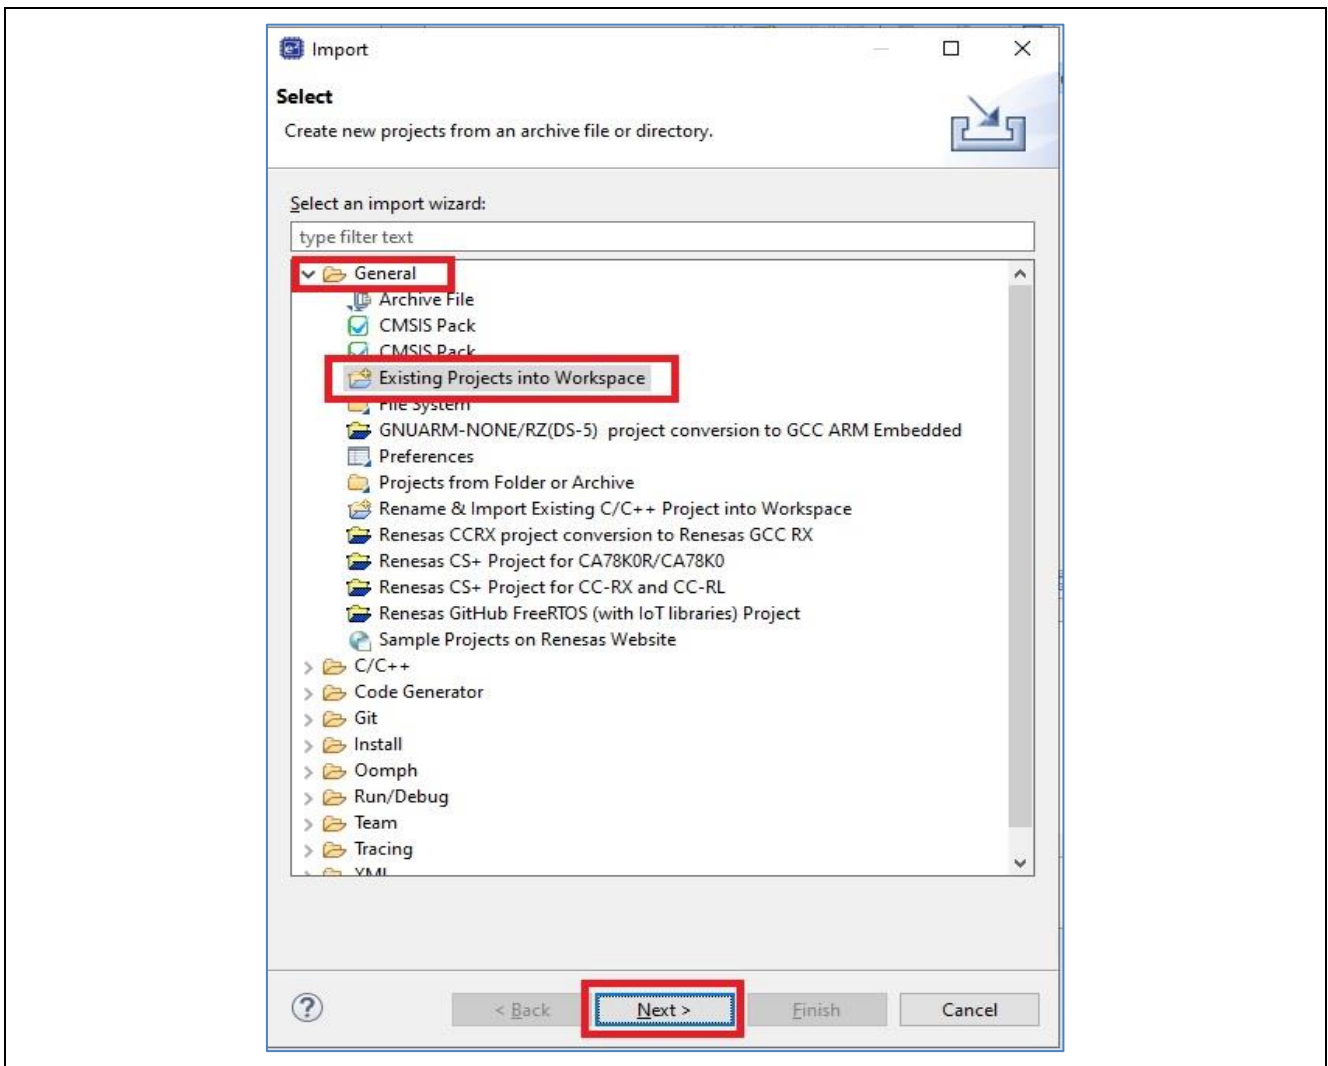 Import
Select
Create new projects from an archive file or directory.
Select an import wizard:
type filter text
General
Archive File
CMSIS Pack
CMSIS Pack
Existing Projects into Workspace
File System
GNUARM-NONE/RZ(DS-5) project conversion to GCC ARM Embedded
Preferences
Projects from Folder or Archive
Rename & Import Existing C/C++ Project into Workspace
Renesas CCRX project conversion to Renesas GCC RX
Renesas CS+ Project for CA78K0R/CA78K0
Renesas CS+ Project for CC-RX and CC-RL
Renesas GitHub FreeRTOS (with IoT libraries) Project
Sample Projects on Renesas Website
C/C++
Code Generator
Git
Install
Oomph
Run/Debug
Team
Tracing
XML
< Back Next > Finish Cancel